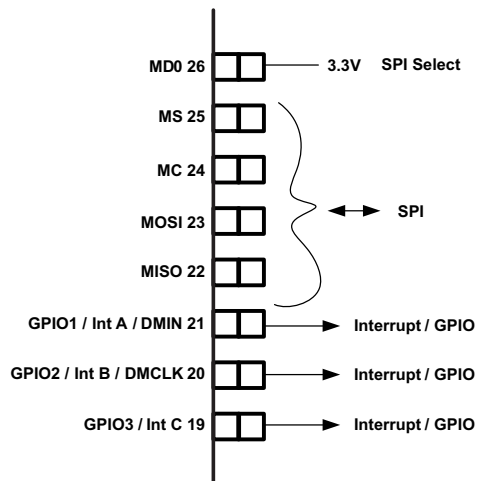 MD0 26 3.3V SPI Select
MS 25
MC 24
MOSI 23 SPI
MISO 22
GPIO1 / Int A / DMIN 21 Interrupt / GPIO
GPIO2 / Int B / DMCLK 20 Interrupt / GPIO
GPIO3 / Int C 19 Interrupt / GPIO